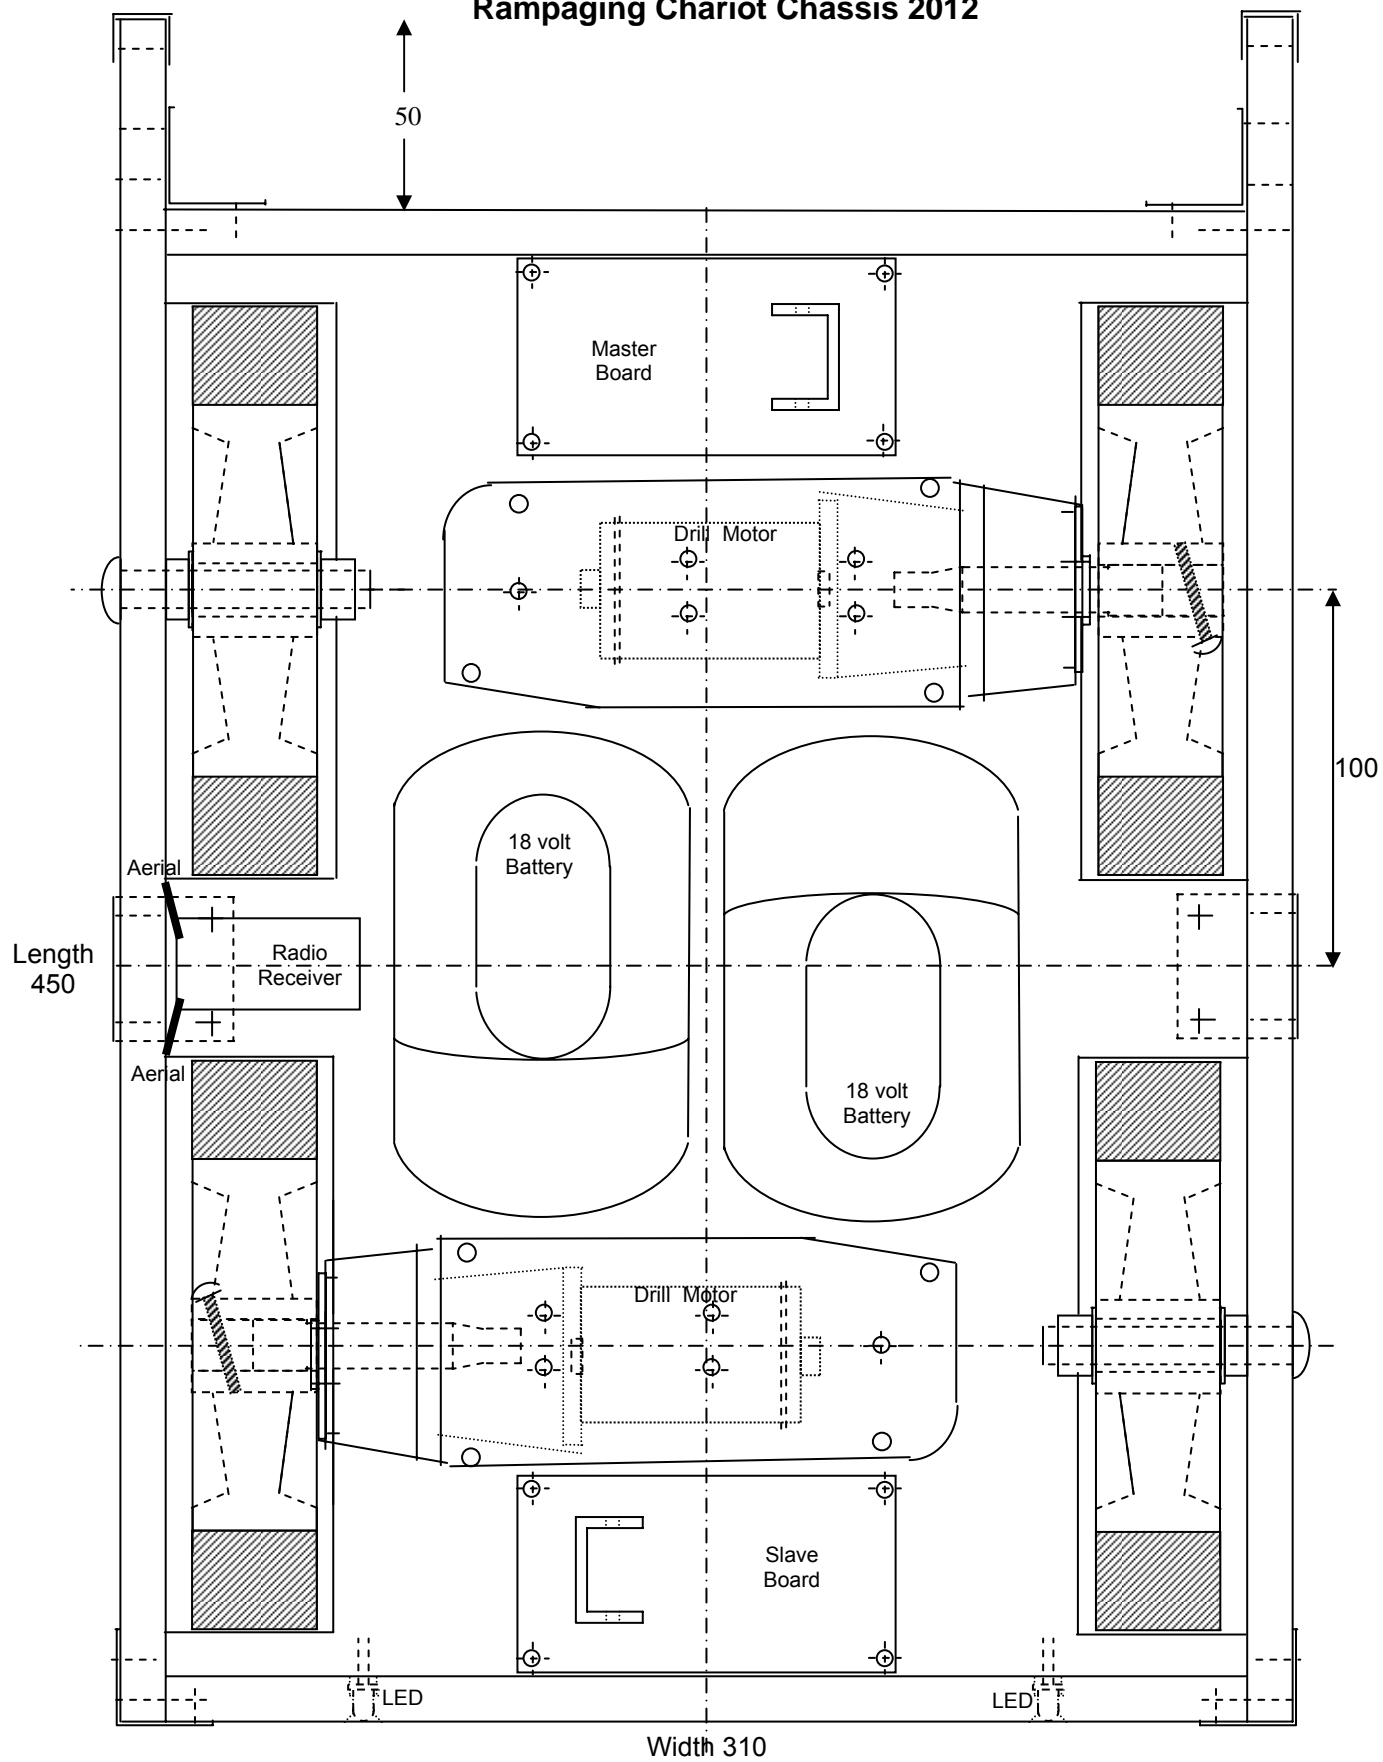 Rampaging Chariot Chassis 2012
50
Master
Board
Drill Motor
100
18 volt
Battery
Aerial
Length
450
Radio
Receiver
Aerial
18 volt
Battery
Drill Motor
Slave
Board
LED
LED
Width 310